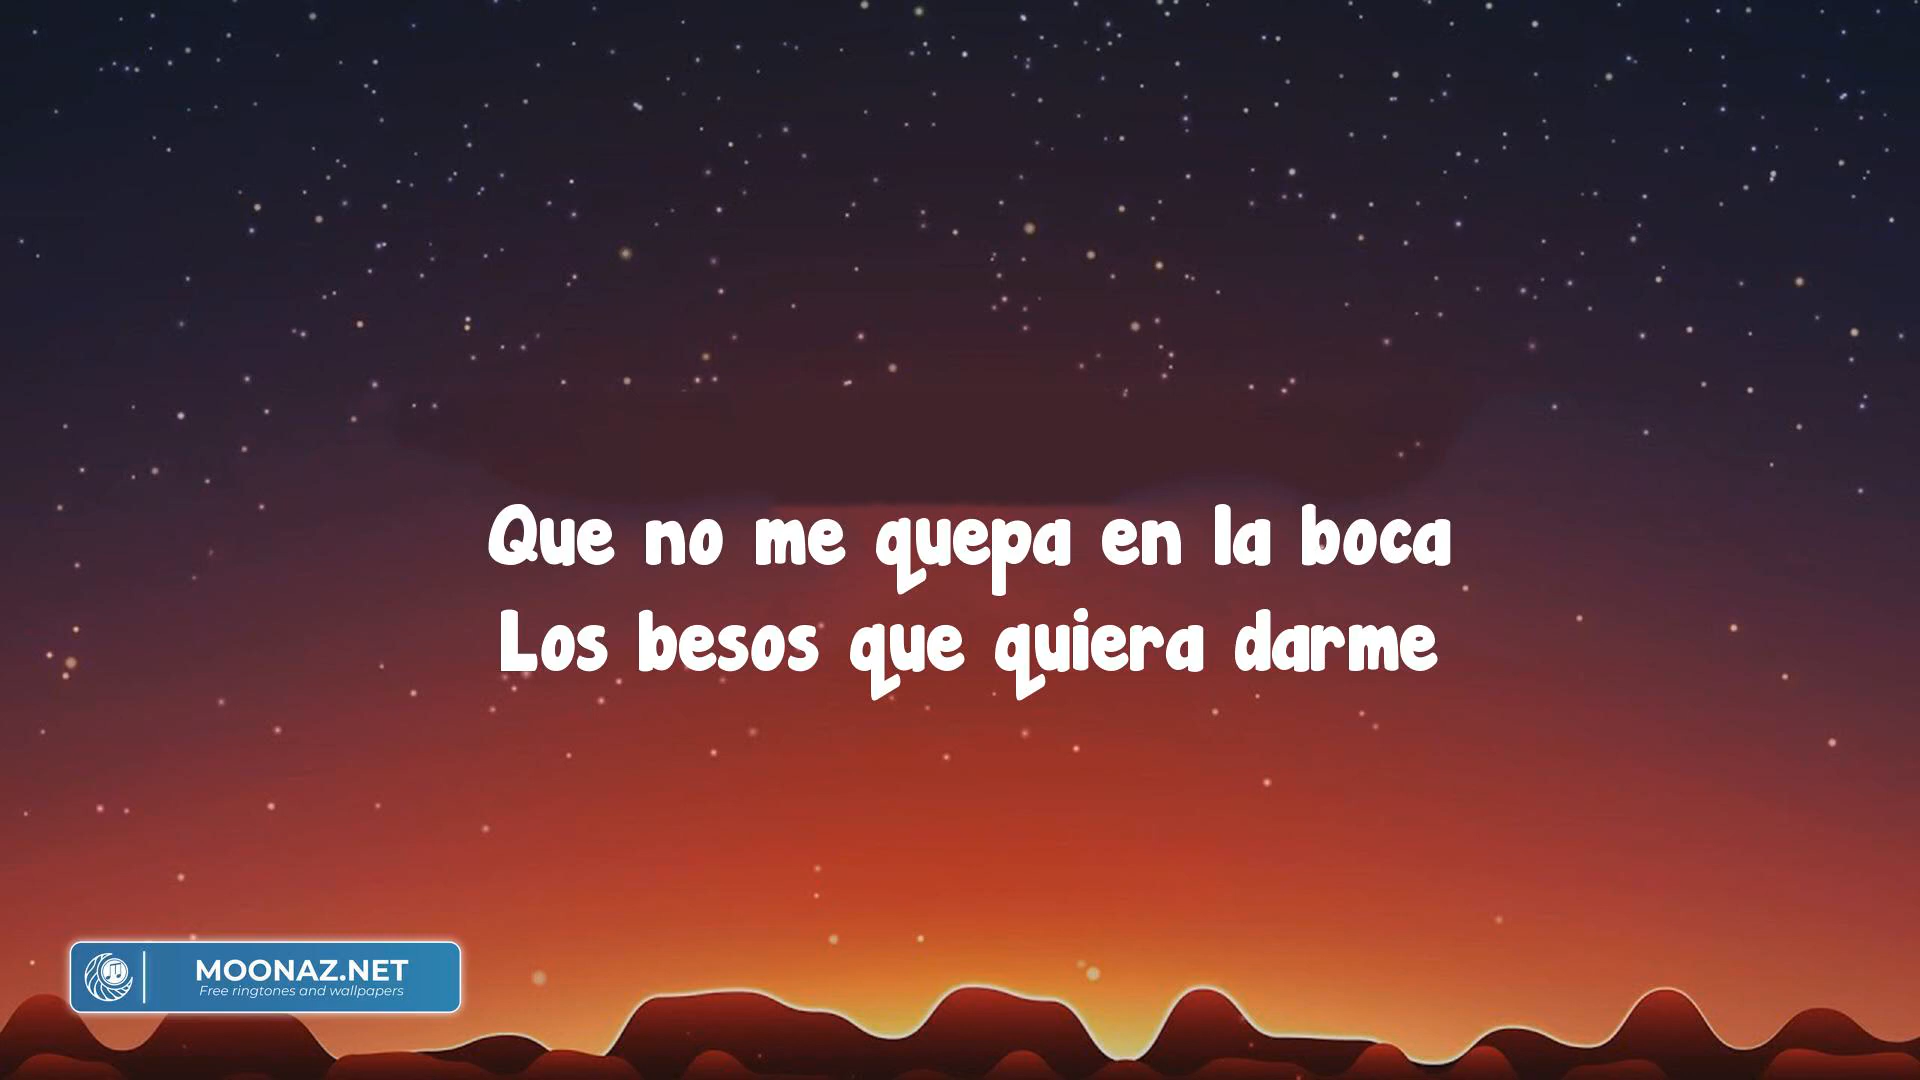 Que no me quepa en la boca
Los besos que quiera darme
MOONAZ.NET
Free ringtones and wallpapers